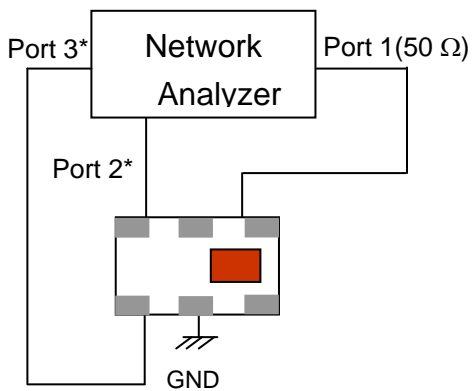 Port 3*
Network
Analyzer
Port 1(50 Ω)
Port 2*
GND